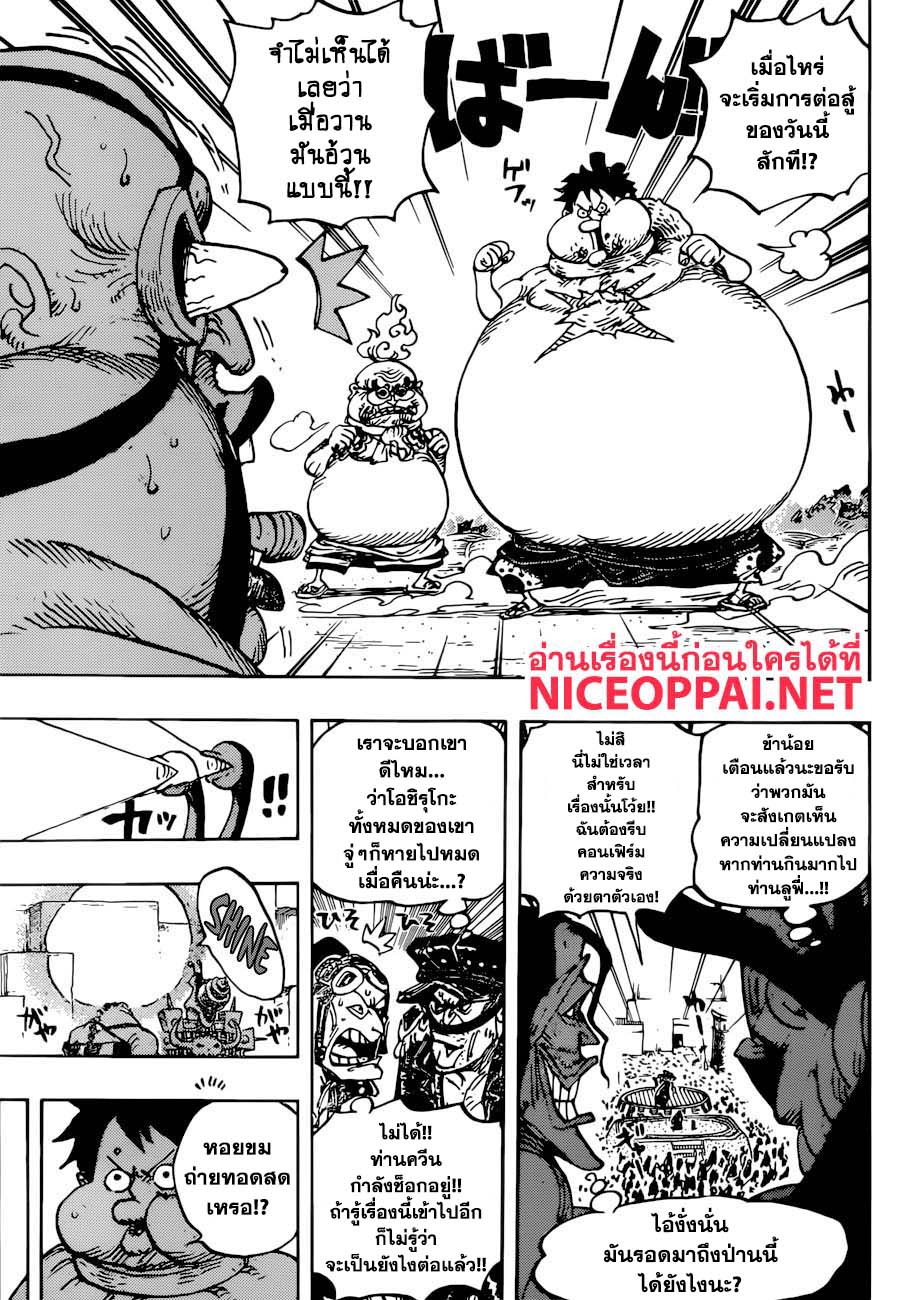 เมื่อไหร่
จะเริ่มการต่อสู้
ของวันนี้
สักที!?
ばーん
จำไม่เห็นได้
เลยว่า
เมื่อวาน
มันอ้วน
แบบนี้!!
ゲフッ
わー
อ่านเรื่องนี้ก่อนใครได้ที่
NICEOPPAI.NET
ข้าน้อย
เตือนแล้วนะขอรับ
ว่าพวกมัน
จะสังเกตเห็น
ความเปลี่ยนแปลง
หากท่านกินมากไป
ท่านลูฟี่...!!
ไม่สิ
นี่ไม่ใช่เวลา
สำหรับ
เรื่องนั้นโว้ย!!
ฉันต้องรีบ
คอนเฟิร์ม
ความจริง
ด้วยตาตัวเอง!
わー
ไอ้งั่งนั่น
มันรอดมาถึงป่านนี้
ได้ยังไงนะ?
เราจะบอกเขา
ดีไหม...
ว่าโอชิรุโกะ
ทั้งหมดของเขา
จู่ๆก็หายไปหมด
เมื่อคืนน่ะ...?
ひそ
ひそ
ไม่ได้!!
ท่านควีน
กำลังช็อกอยู่!!
ถ้ารู้เรื่องนี้เข้าไปอีก
ก็ไม่รู้ว่า
จะเป็นยังไงต่อแล้ว!!
カッ
!!
SHINE
ガヤ
ガヤ
หอยขม
ถ่ายทอดสด
เหรอ!?